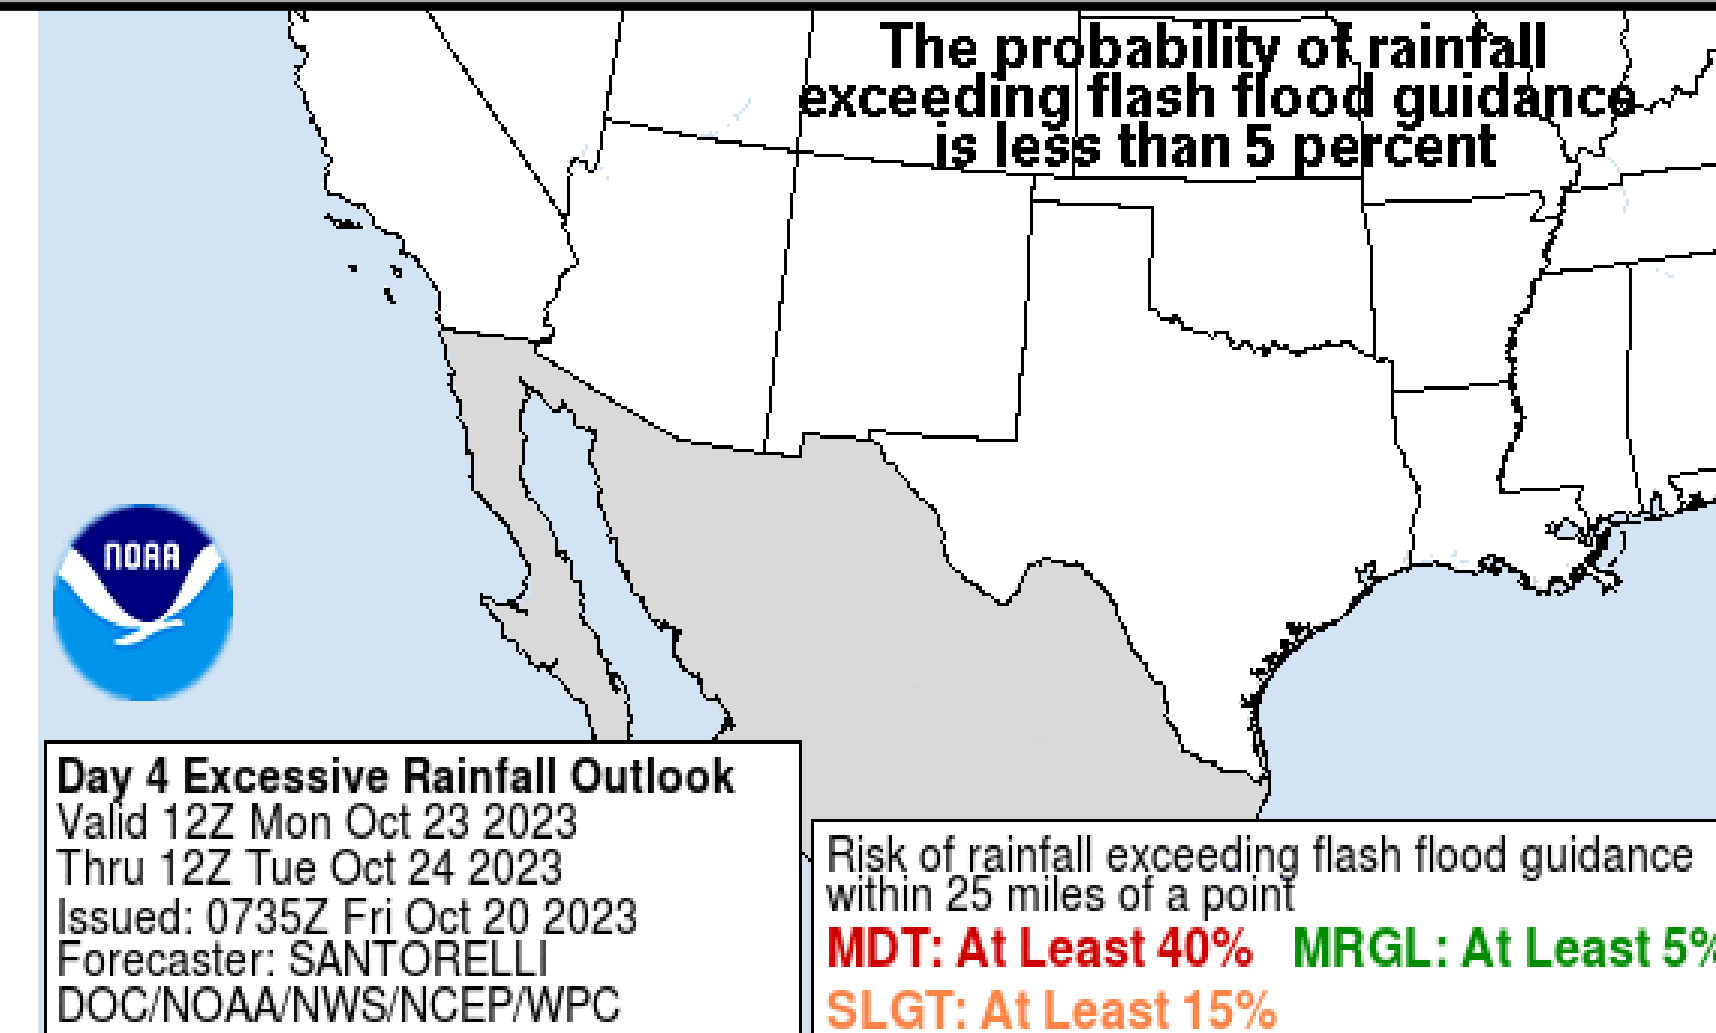 The probability of rainfall
exceeding flash flood guidance
is less than 5 percent
NOAA
Day 4 Excessive Rainfall Outlook
Valid 12Z Mon Oct 23 2023
Thru 12Z Tue Oct 24 2023
Issued: 0735Z Fri Oct 20 2023
Forecaster: SANTORELLI
DOC/NOAA/NWS/NCEP/WPC
Risk of rainfall exceeding flash flood guidance
within 25 miles of a point
MDT: At Least 40% MRGL: At Least 5%
SLGT: At Least 15%